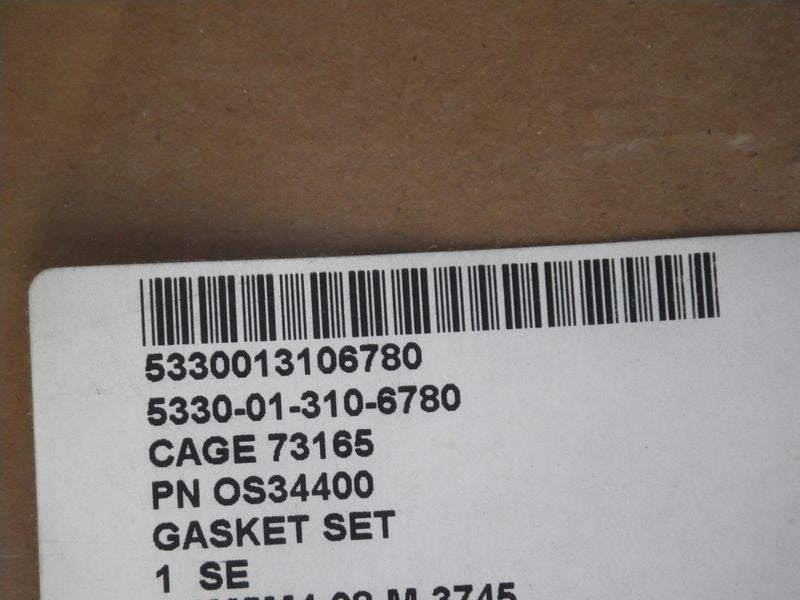 5330013106780
5330-01-310-6780
CAGE 73165
PN OS34400
GASKET SET
1 SE